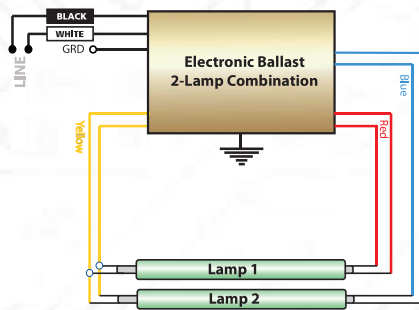 BLACK
WHITE
GRD
LINE
Electronic Ballast
2-Lamp Combination
Blue
Yellow
Red
Lamp 1
Lamp 2